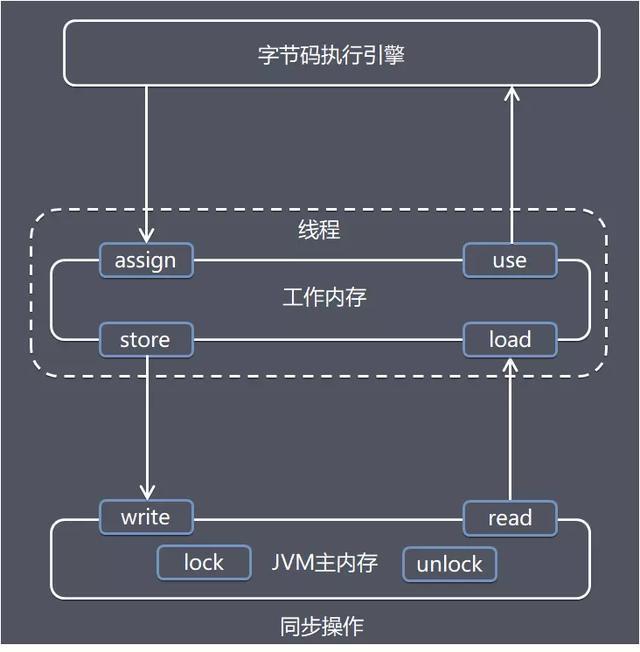 字节码执行引擎
线程
assign
use
工作内存
store
load
write
read
lock
JVM主内存
unlock
同步操作